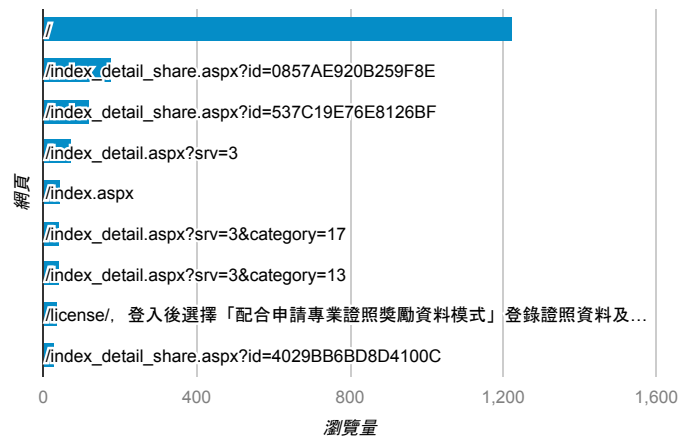 /
/index_detail_share.aspx?id=0857AE920B259F8E
/index_detail_share.aspx?id=537C19E76E8126BF
/index_detail.aspx?srv=3
/index.aspx
/index_detail.aspx?srv=3&category=17
/index_detail.aspx?srv=3&category=13
/license/，登入後選擇「配合申請專業證照獎勵資料模式」登錄證照資料及…
/index_detail_share.aspx?id=4029BB6BD8D4100C
網頁
0 400 800 1,200 1,600
瀏覽量